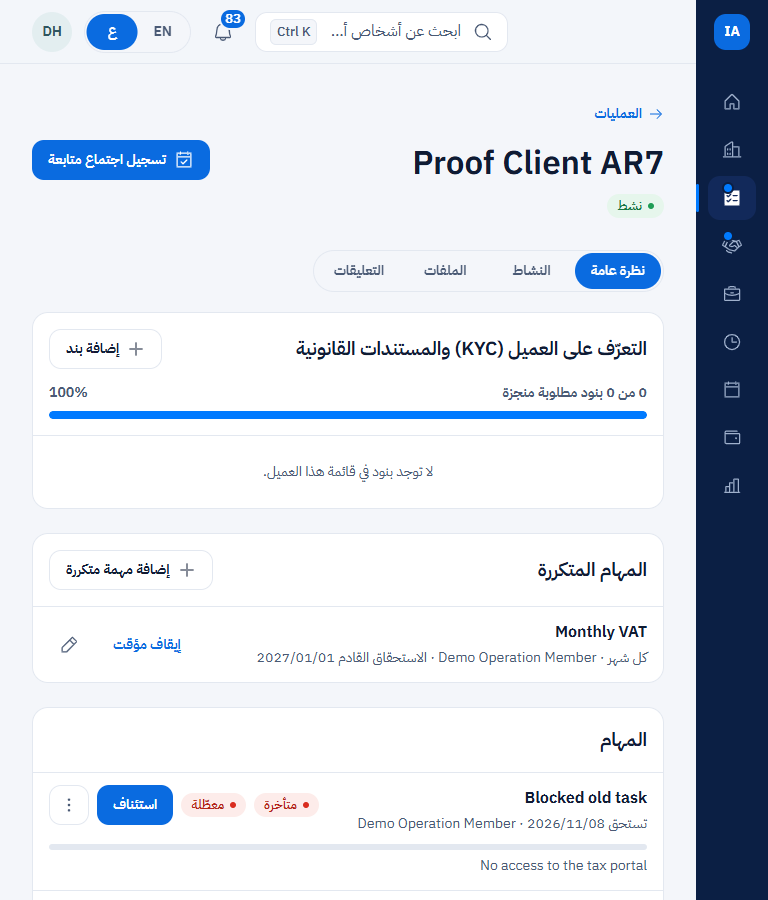 IA
ابحث عن أشخاص أ...
Ctrl K
83
EN
ع
DH
العمليات
Proof Client AR7
تسجيل اجتماع متابعة
نشط
نظرة عامة
النشاط
الملفات
التعليقات
التعرّف على العميل (KYC) والمستندات القانونية
إضافة بند
0 من 0 بنود مطلوبة منجزة
100%
لا توجد بنود في قائمة هذا العميل.
المهام المتكررة
إضافة مهمة متكررة
Monthly VAT
كل شهر · Demo Operation Member · الاستحقاق القادم 2027/01/01
إيقاف مؤقت
المهام
Blocked old task
تستحق 2026/11/08 · Demo Operation Member
متأخرة
معطّلة
استئناف
No access to the tax portal